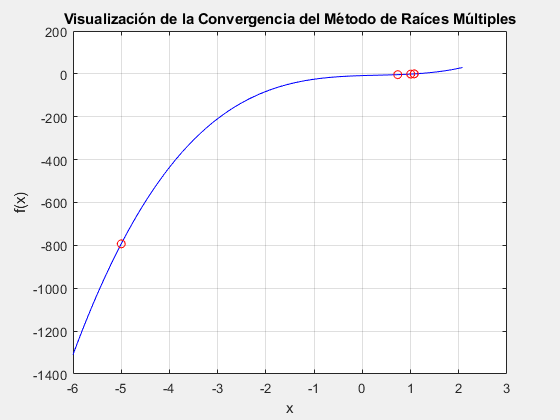 Visualización de la Convergencia del Método de Raíces Múltiples
200
0
-200
-400
-600
-800
-1000
-1200
-1400
f(x)
-6 -5 -4 -3 -2 -1 0 1 2 3
x